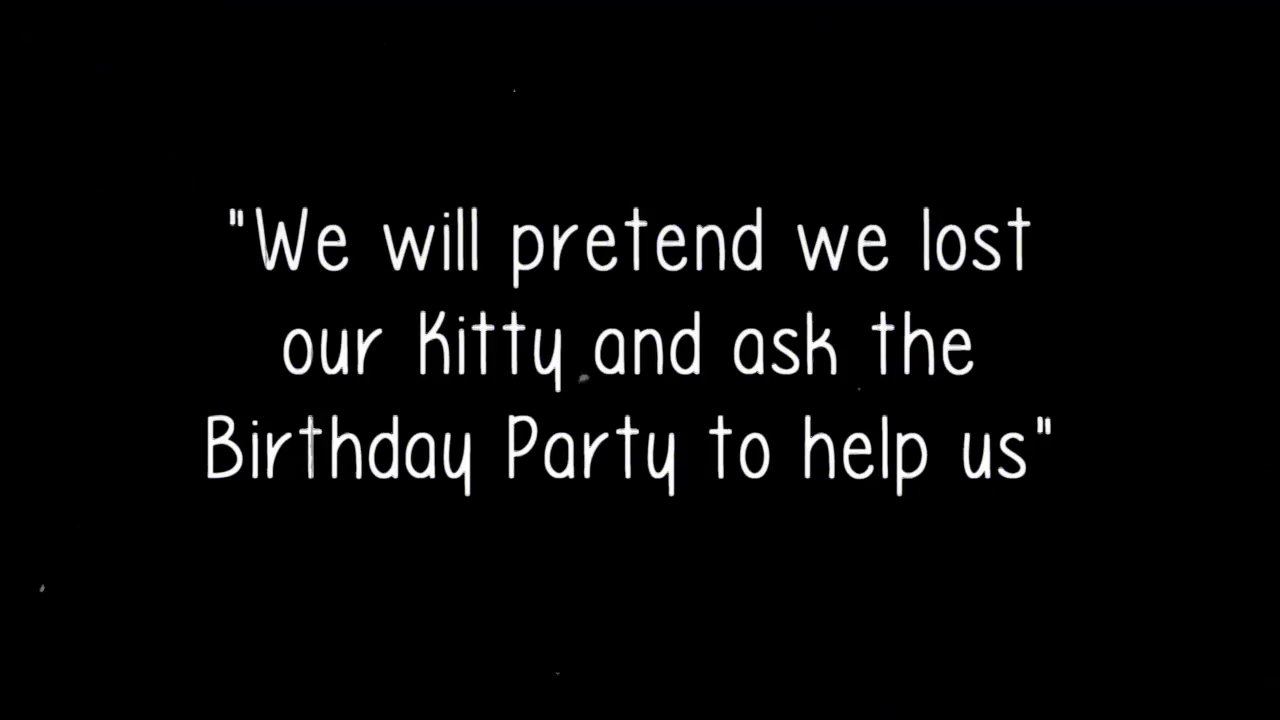 "We will pretend we lost
our Kitty and ask the
Birthday Party to help us"